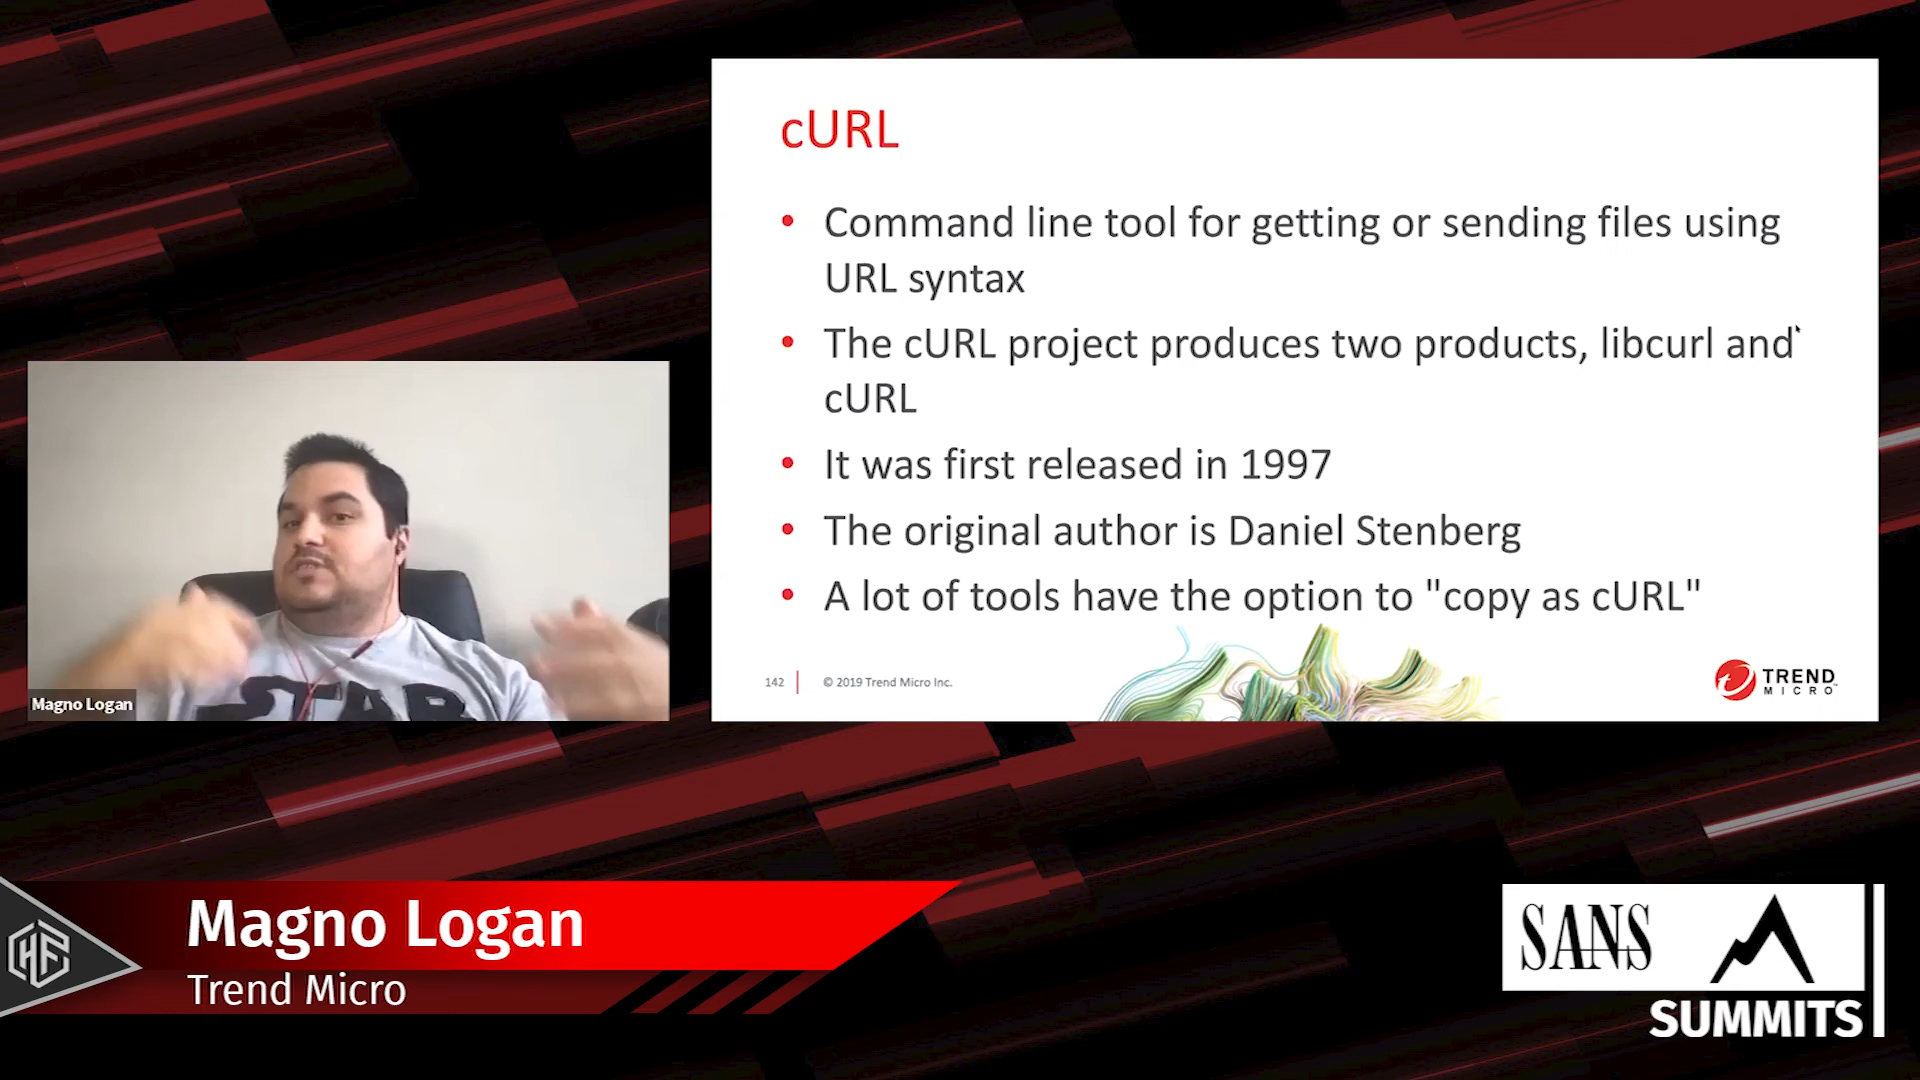 cURL
• Command line tool for getting or sending files using
URL syntax
• The cURL project produces two products, libcurl and
cURL
• It was first released in 1997
• The original author is Daniel Stenberg
• A lot of tools have the option to "copy as cURL"
142
© 2019 Trend Micro Inc.
TREND
MICRO™
STAR
Magno Logan
Magno Logan
Trend Micro
HF
SANS
SUMMITS